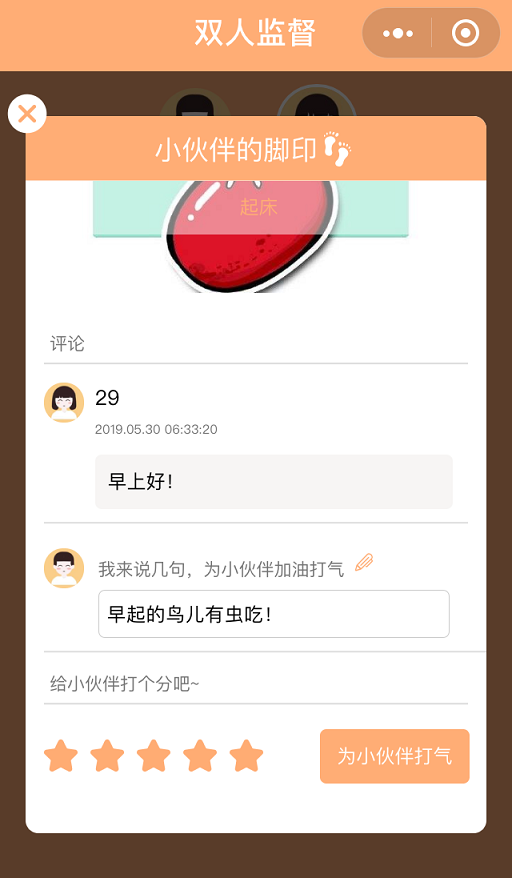 双人监督
小伙伴的脚印
起床
评论
29
2019.05.30 06:33:20
早上好！
我来说几句，为小伙伴加油打气
早起的鸟儿有虫吃！
给小伙伴打个分吧~
为小伙伴打气